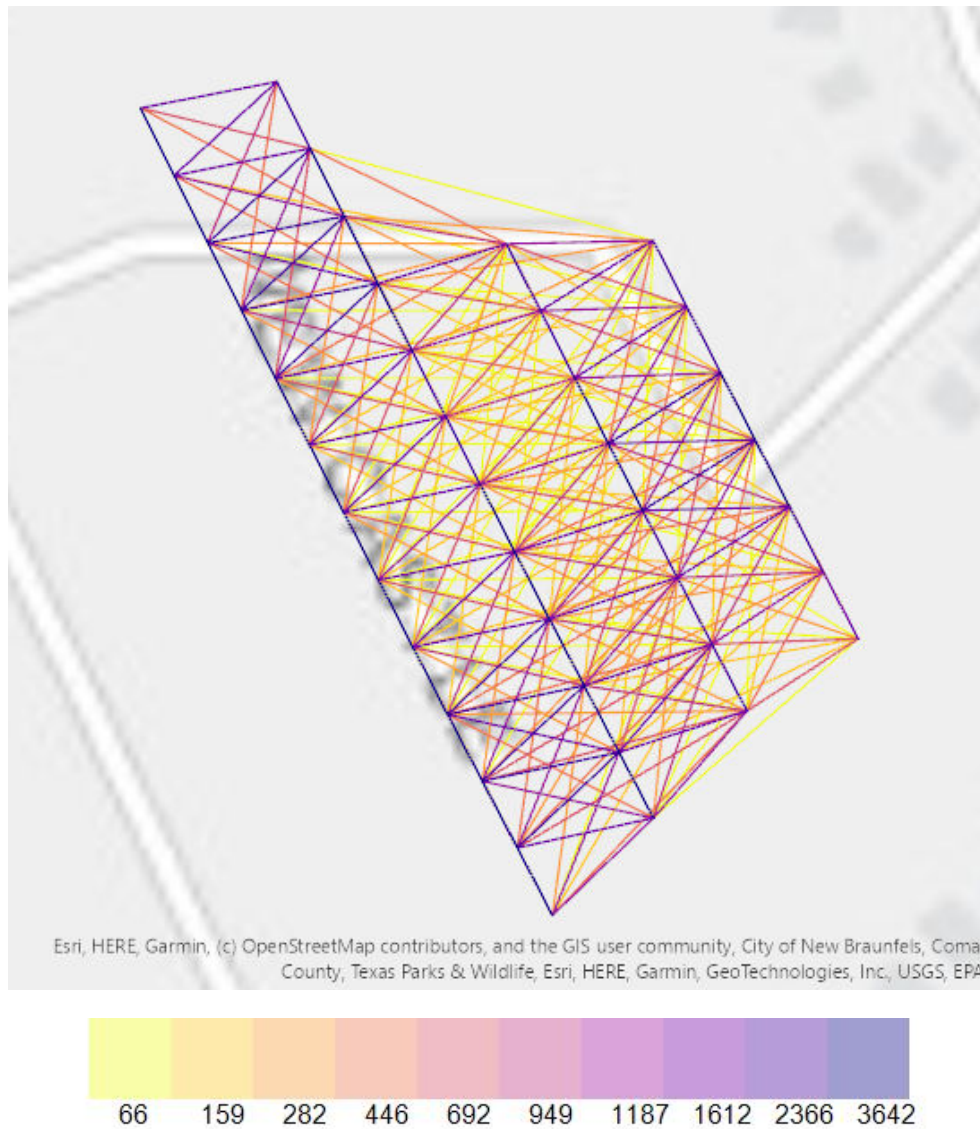 Esri, HERE, Garmin, (c) OpenStreetMap contributors, and the GIS user community, City of New Braunfels, Coma
County, Texas Parks & Wildlife, Esri, HERE, Garmin, GeoTechnologies, Inc., USGS, EPA
66 159 282 446 692 949 1187 1612 2366 3642